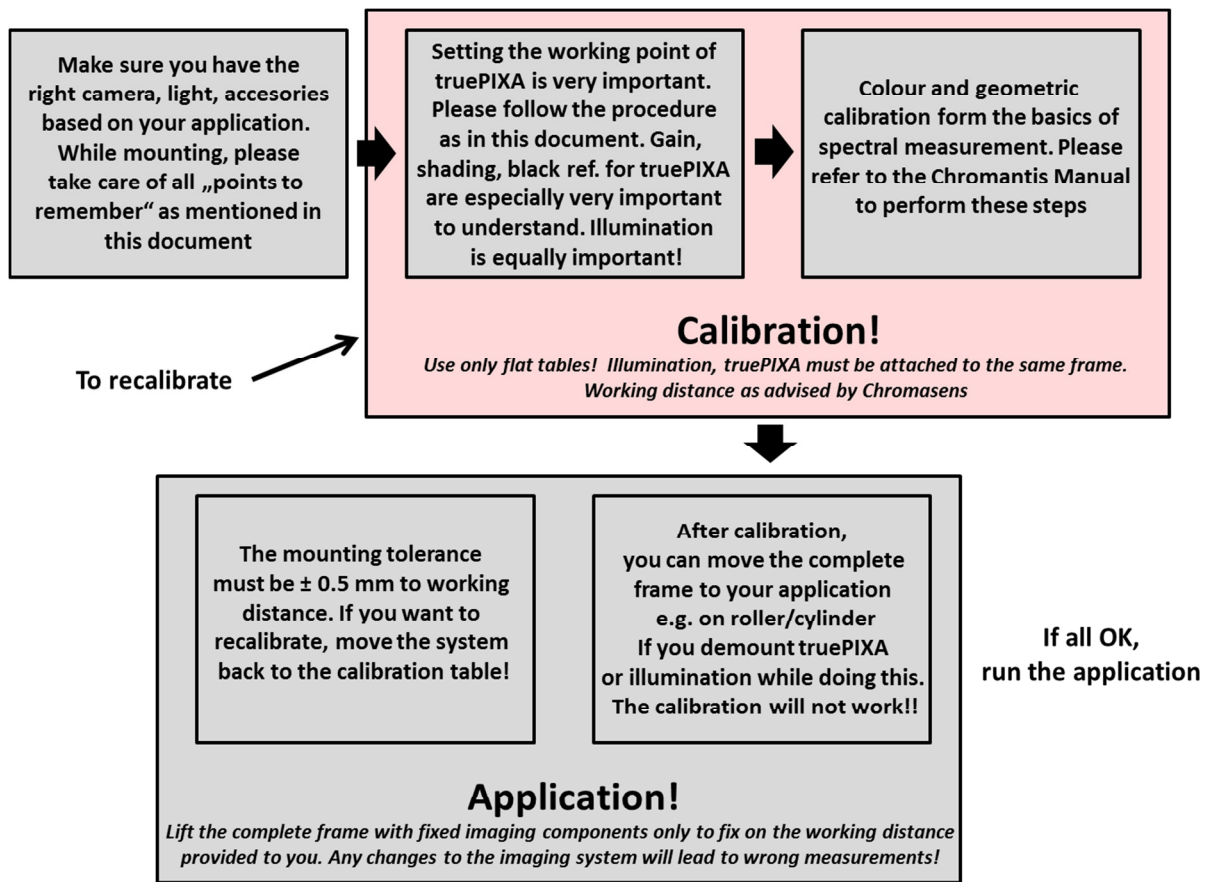 Make sure you have the
right camera, light, accesories
based on your application.
While mounting, please
take care of all „points to
remember“ as mentioned in
this document
Setting the working point of
truePIXA is very important.
Please follow the procedure
as in this document. Gain,
shading, black ref. for truePIXA
are especially very important
to understand. Illumination
is equally important!
Colour and geometric
calibration form the basics of
spectral measurement. Please
refer to the Chromantis Manual
to perform these steps
Calibration!
Use only flat tables! Illumination, truePIXA must be attached to the same frame.
Working distance as advised by Chromasens
To recalibrate
The mounting tolerance
must be ± 0.5 mm to working
distance. If you want to
recalibrate, move the system
back to the calibration table!
After calibration,
you can move the complete
frame to your application
e.g. on roller/cylinder
If you demount truePIXA
or illumination while doing this.
The calibration will not work!!
If all OK,
run the application
Application!
Lift the complete frame with fixed imaging components only to fix on the working distance
provided to you. Any changes to the imaging system will lead to wrong measurements!